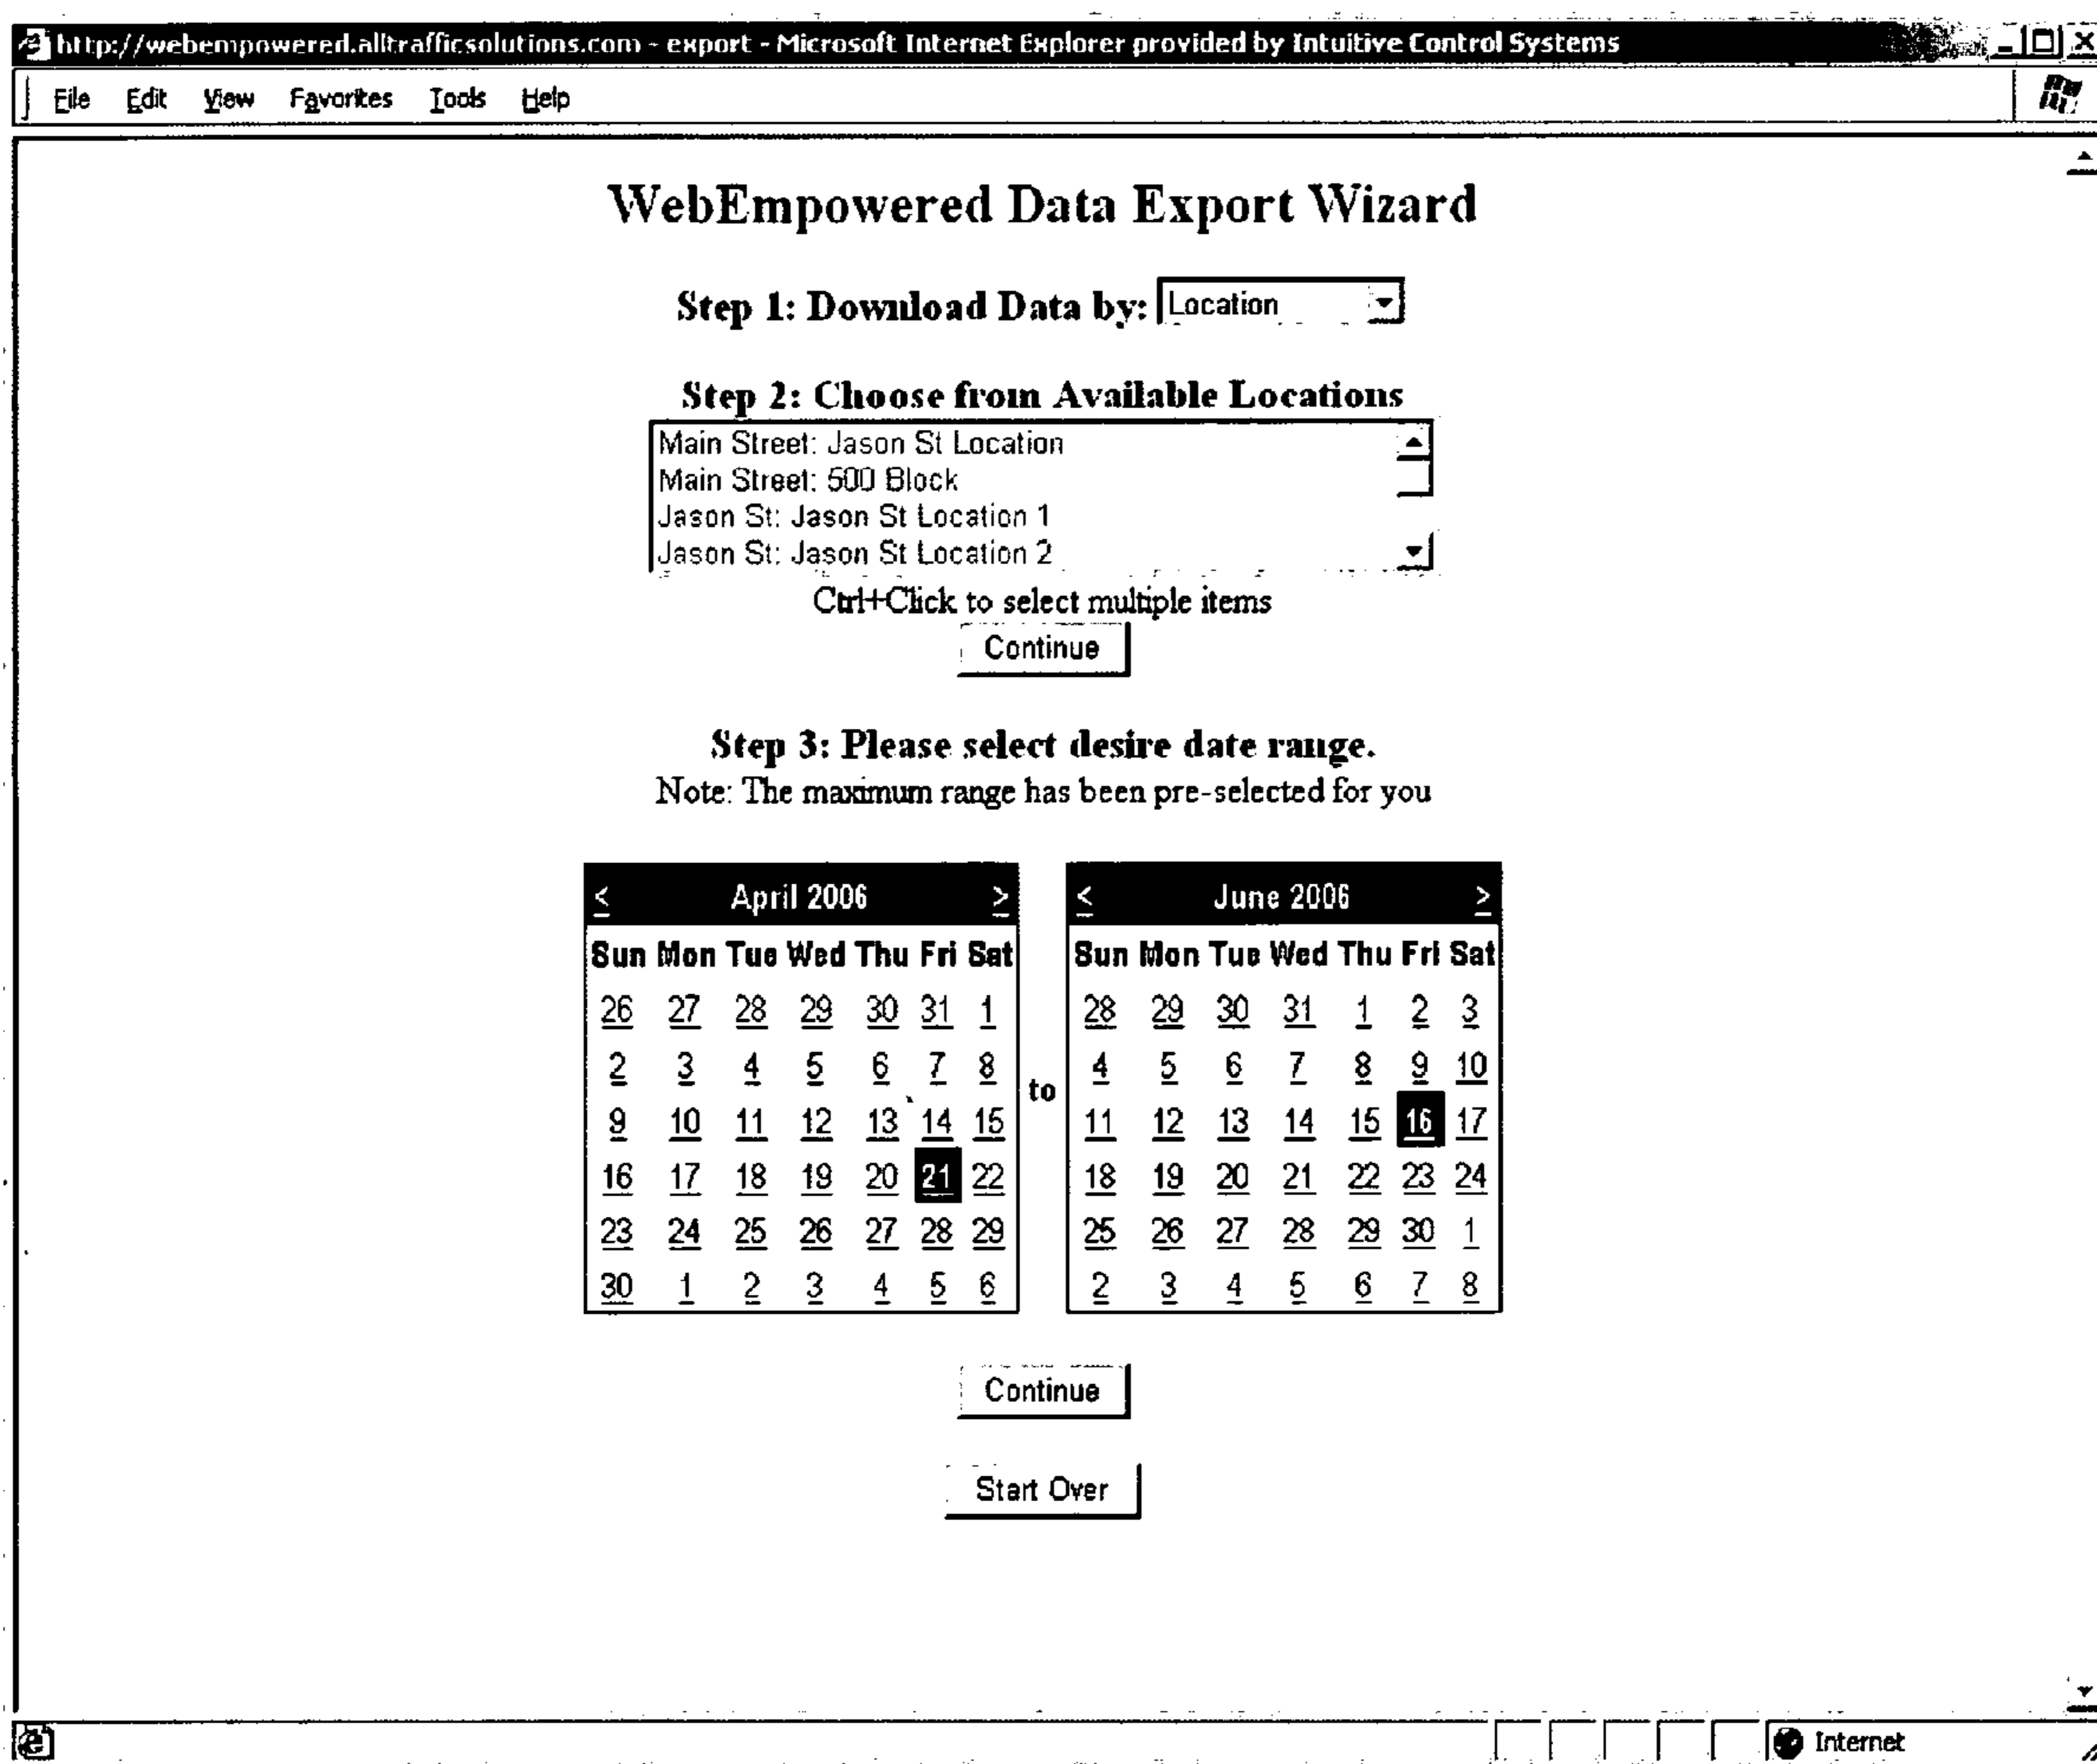 http://webempowered.alltrafficsolutions.com - export - Microsoft Internet Explorer provided by Intuitive Control Systems
File Edit View Favorites Tools Help
WebEmpowered Data Export Wizard
Step 1: Download Data by: Location
Step 2: Choose from Available Locations
Main Street: Jason St Location
Main Street: 500 Block
Jason St: Jason St Location 1
Jason St: Jason St Location 2
Ctrl+Click to select multiple items
Continue
Step 3: Please select desire date range.
Note: The maximum range has been pre-selected for you
< April 2006 >
Sun Mon Tue Wed Thu Fri Sat
26 27 28 29 30 31 1
2 3 4 5 6 7 8
9 10 11 12 13 14 15
16 17 18 19 20 21 22
23 24 25 26 27 28 29
30 1 2 3 4 5 6
to
< June 2006 >
Sun Mon Tue Wed Thu Fri Sat
28 29 30 31 1 2 3
4 5 6 7 8 9 10
11 12 13 14 15 16 17
18 19 20 21 22 23 24
25 26 27 28 29 30 1
2 3 4 5 6 7 8
Continue
Start Over
Internet